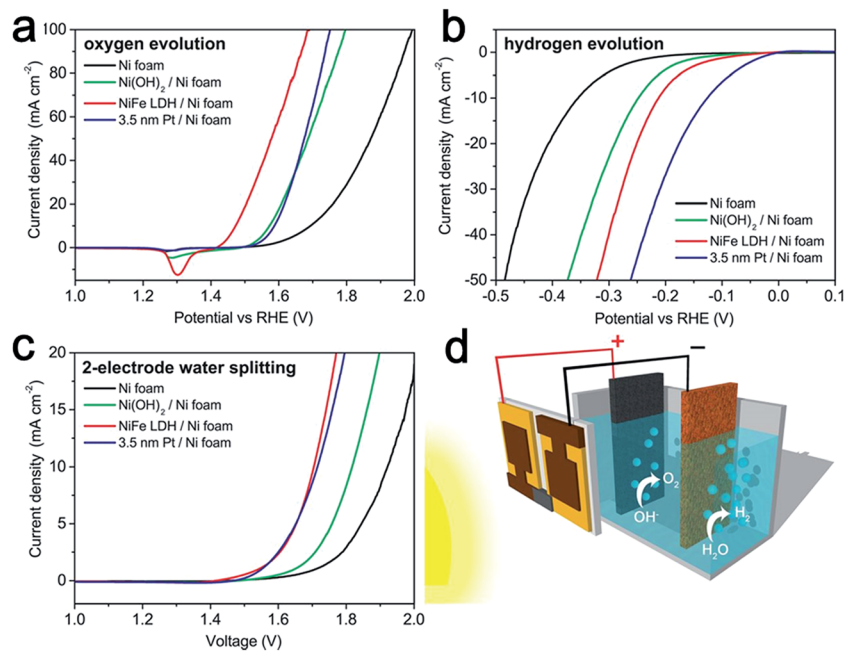 a
oxygen evolution
Ni foam
Ni(OH)2 / Ni foam
NiFe LDH / Ni foam
3.5 nm Pt / Ni foam
Current density (mA cm-2)
100
80
60
40
20
0
1.0 1.2 1.4 1.6 1.8 2.0
Potential vs RHE (V)
b
hydrogen evolution
Ni foam
Ni(OH)2 / Ni foam
NiFe LDH / Ni foam
3.5 nm Pt / Ni foam
Current density (mA cm-2)
0
-10
-20
-30
-40
-50
-0.5 -0.4 -0.3 -0.2 -0.1 0.0 0.1
Potential vs RHE (V)
c
2-electrode water splitting
Ni foam
Ni(OH)2 / Ni foam
NiFe LDH / Ni foam
3.5 nm Pt / Ni foam
Current density (mA cm-2)
20
15
10
5
0
1.0 1.2 1.4 1.6 1.8 2.0
Voltage (V)
d
+ −
O2
OH-
H2
H2O